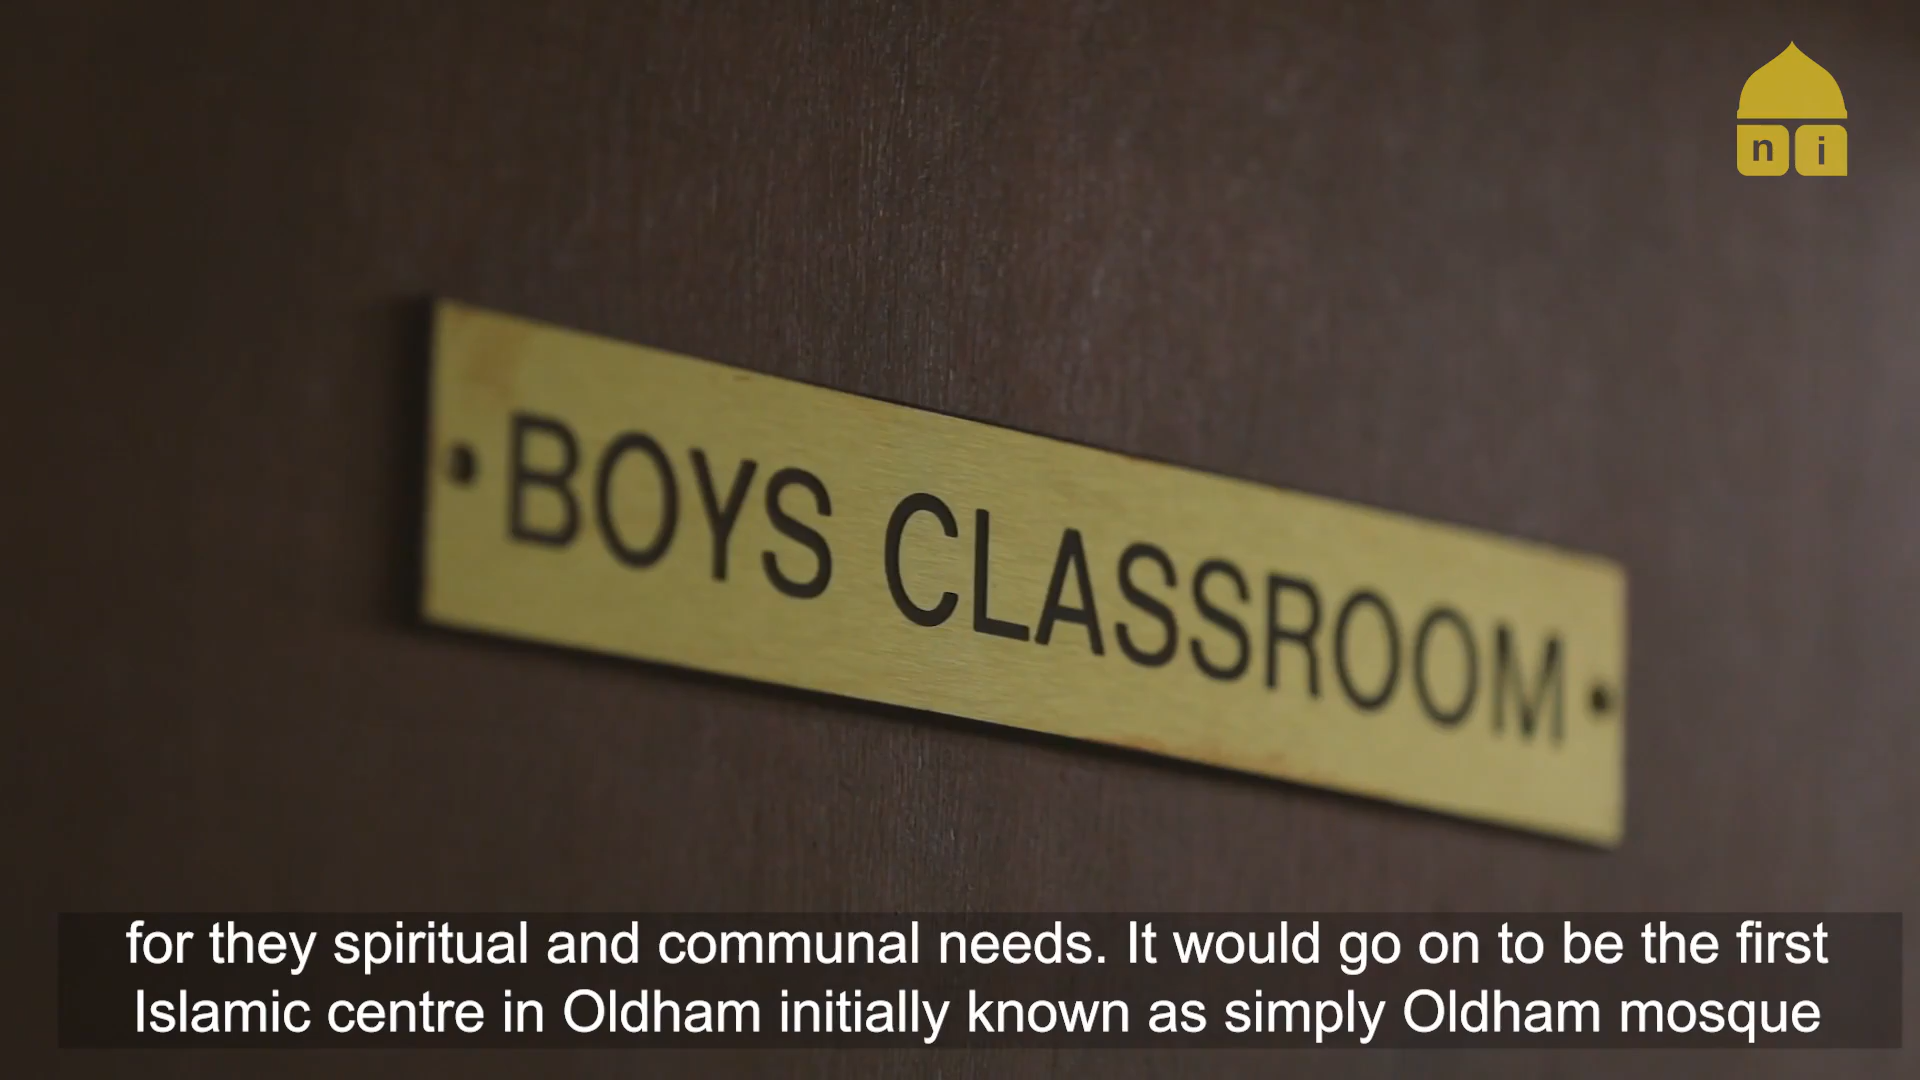 n i
BOYS CLASSROOM
for they spiritual and communal needs. It would go on to be the first
Islamic centre in Oldham initially known as simply Oldham mosque